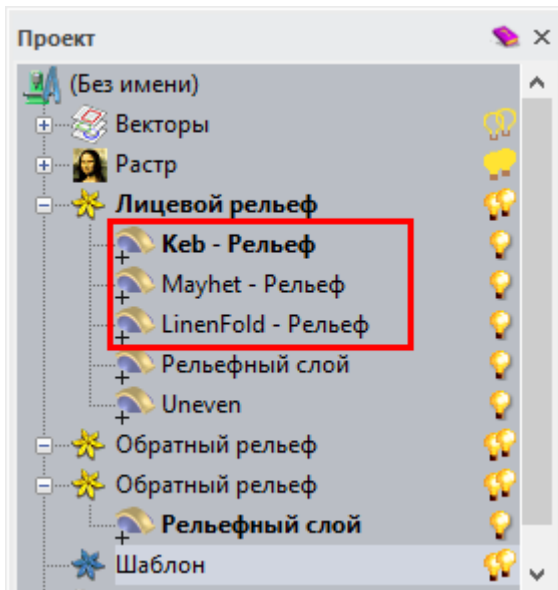 Проект
(Без имени)
Векторы
Растр
Лицевой рельеф
Keb - Рельеф
Mayhet - Рельеф
LinenFold - Рельеф
Рельефный слой
Uneven
Обратный рельеф
Обратный рельеф
Рельефный слой
Шаблон